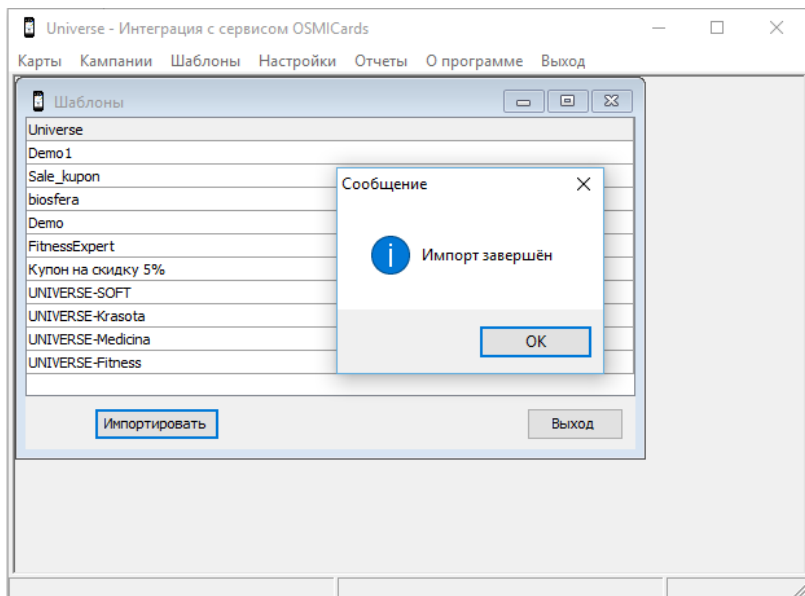 Universe - Интеграция с сервисом OSMICards
Карты Кампании Шаблоны Настройки Отчеты О программе Выход
Шаблоны
Universe
Demo1
Sale_kupon
biosfera
Demo
FitnessExpert
Купон на скидку 5%
UNIVERSE-SOFT
UNIVERSE-Krasota
UNIVERSE-Medicina
UNIVERSE-Fitness
Сообщение
Импорт завершён
OK
Импортировать Выход